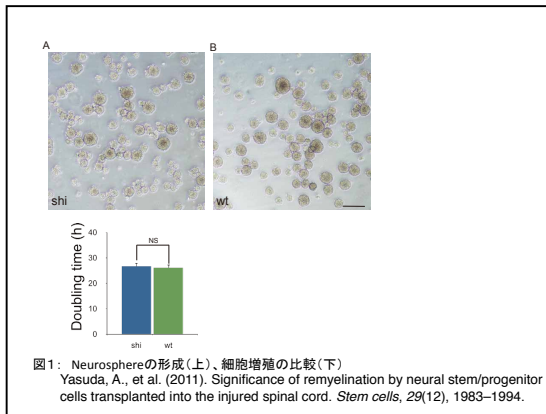 A
B
shi
wt
NS
Doubling time (h)
40
30
20
10
0
shi
wt
図1： Neurosphereの形成（上）、細胞増殖の比較（下）
Yasuda, A., et al. (2011). Significance of remyelination by neural stem/progenitor
cells transplanted into the injured spinal cord. Stem cells, 29(12), 1983–1994.